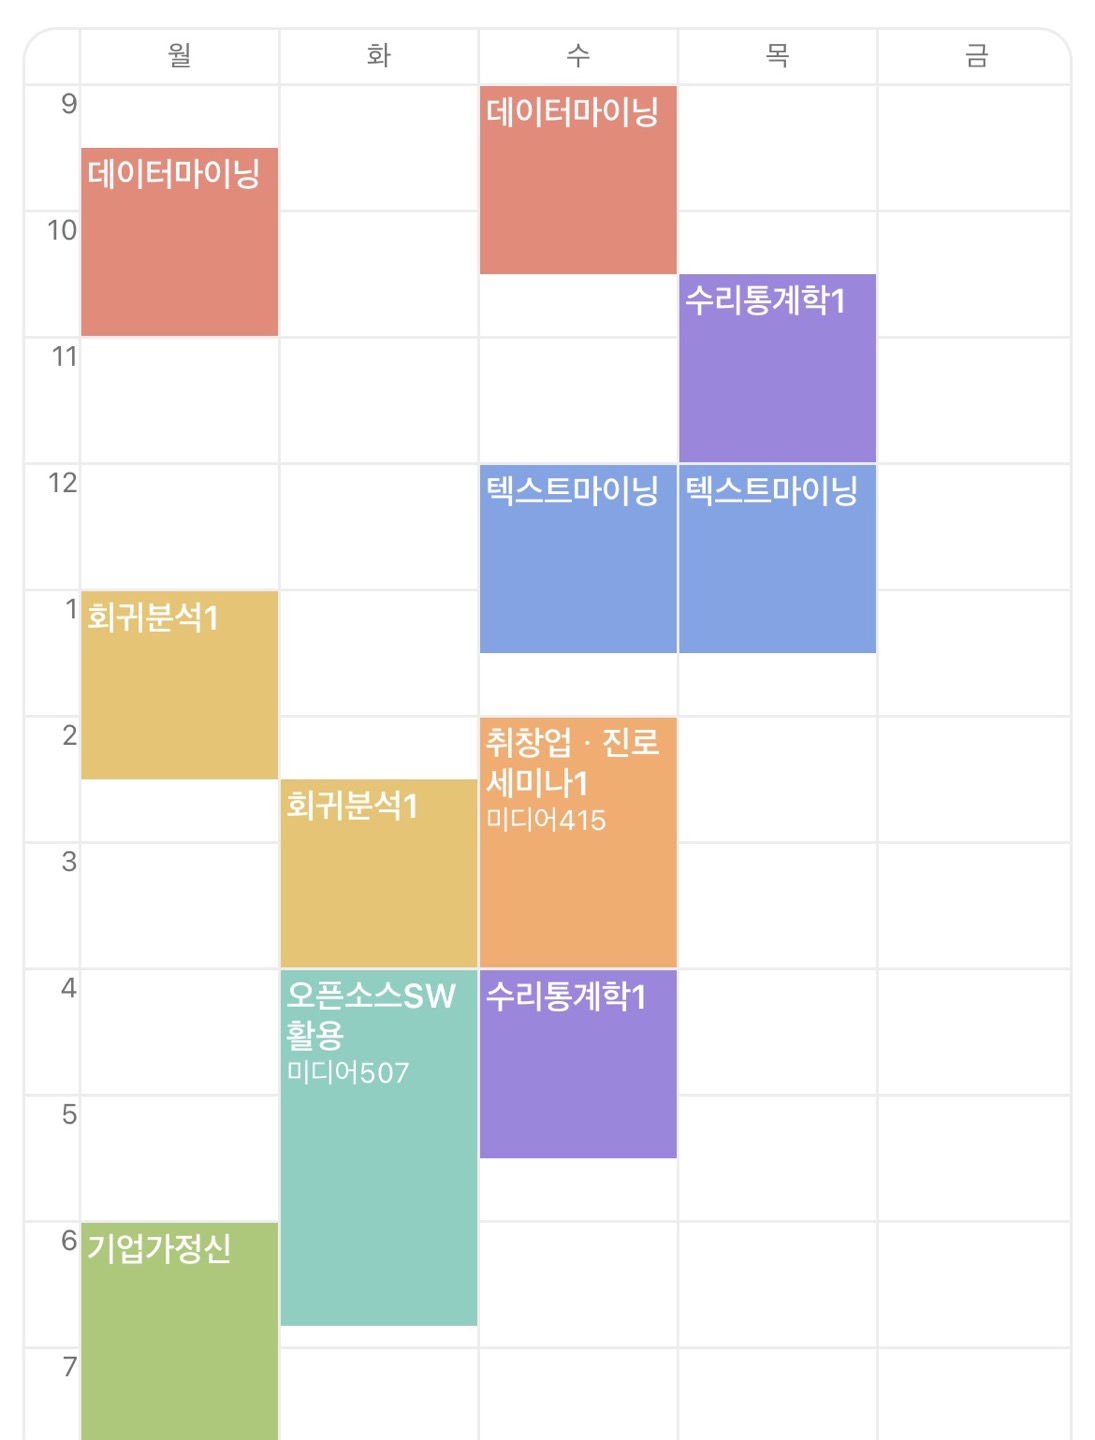 월 화 수 목 금
9
데이터마이닝
데이터마이닝
10
수리통계학1
11
12
텍스트마이닝 텍스트마이닝
1
회귀분석1
2
취창업 · 진로
세미나1
미디어415
회귀분석1
3
4
오픈소스SW
활용
미디어507
수리통계학1
5
6
기업가정신
7